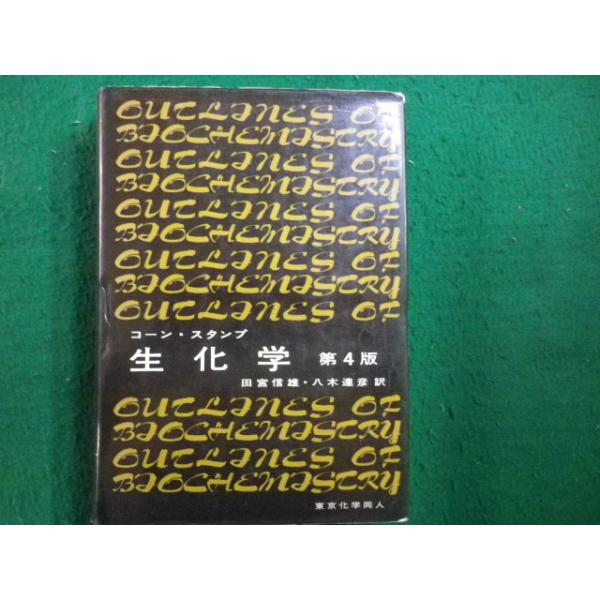 OUTLINES OF
BIOCHEMISTRY
OUTLINES OF
BIOCHEMISTRY
OUTLINES OF
BIOCHEMISTRY
OUTLINES OF
BIOCHEMISTRY
OUTLINES OF
コーン・スタンプ
生化学 第4版
田宮信雄・八木達彦 訳
OUTLINES OF
BIOCHEMISTRY
OUTLINES OF
BIOCHEMISTRY
東京化学同人